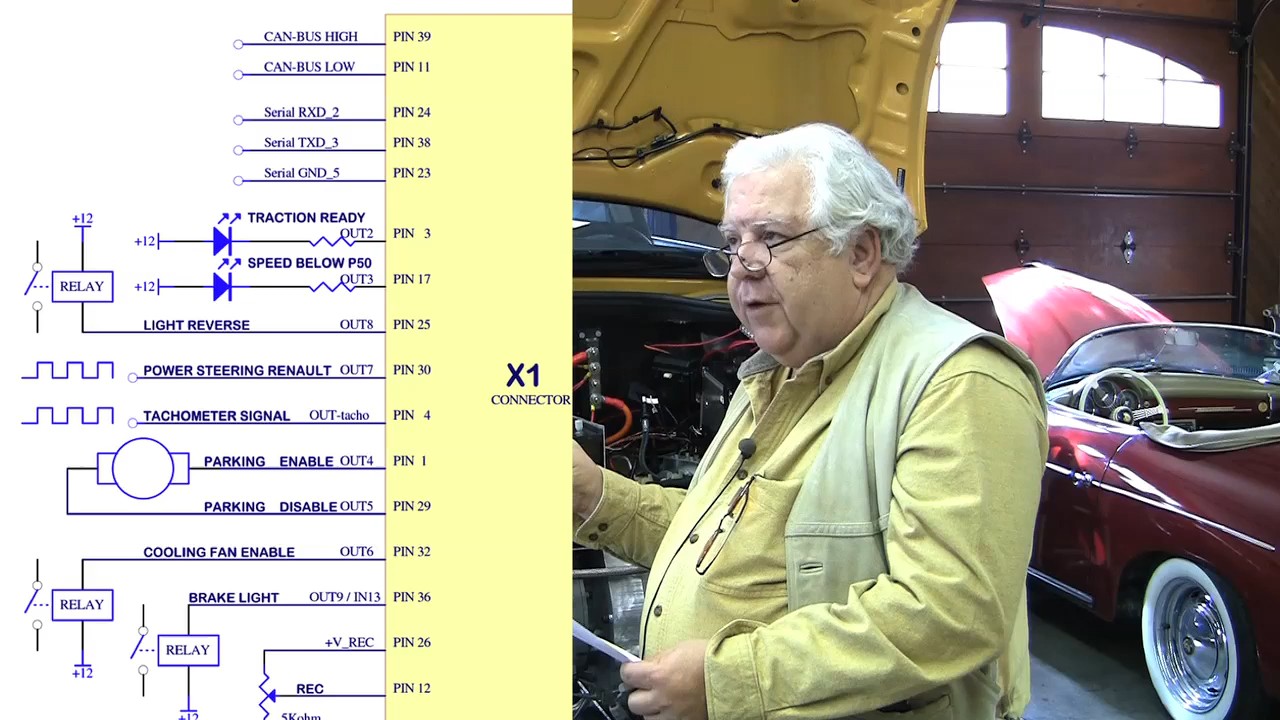 CAN-BUS HIGH PIN 39
CAN-BUS LOW PIN 11
Serial RXD_2 PIN 24
Serial TXD_3 PIN 38
Serial GND_5 PIN 23
+12 TRACTION READY
+12 OUT2 PIN 3
SPEED BELOW P50
RELAY +12 OUT3 PIN 17
LIGHT REVERSE OUT8 PIN 25
POWER STEERING RENAULT OUT7 PIN 30
X1
CONNECTOR
TACHOMETER SIGNAL OUT-tacho PIN 4
PARKING ENABLE OUT4 PIN 1
PARKING DISABLE OUT5 PIN 29
COOLING FAN ENABLE OUT6 PIN 32
RELAY BRAKE LIGHT OUT9 / IN13 PIN 36
+V_REC PIN 26
RELAY
+12
REC PIN 12
+12 5Kohm